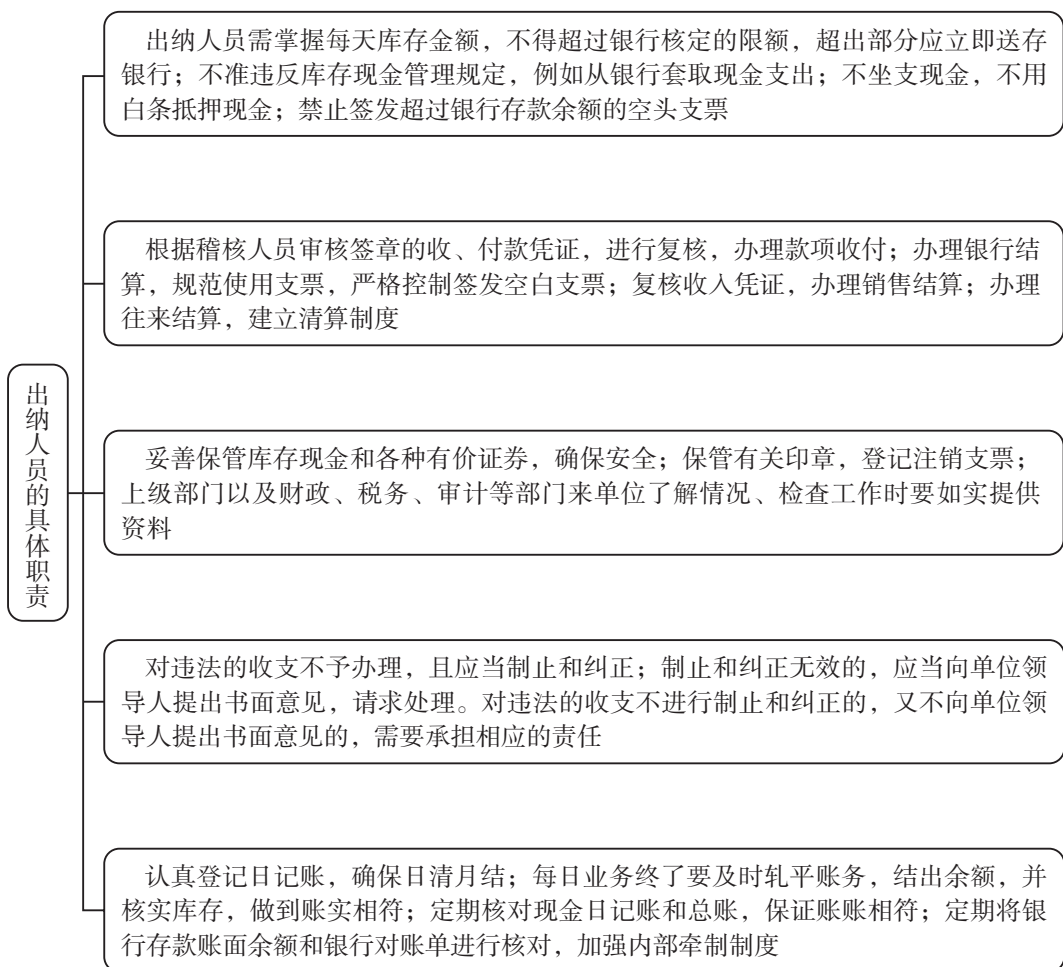 出纳人员需掌握每天库存金额，不得超过银行核定的限额，超出部分应立即送存
银行；不准违反库存现金管理规定，例如从银行套取现金支出；不坐支现金，不用
白条抵押现金；禁止签发超过银行存款余额的空头支票
根据稽核人员审核签章的收、付款凭证，进行复核，办理款项收付；办理银行结
算，规范使用支票，严格控制签发空白支票；复核收入凭证，办理销售结算；办理
往来结算，建立清算制度
出纳人员的具体职责
妥善保管库存现金和各种有价证券，确保安全；保管有关印章，登记注销支票；
上级部门以及财政、税务、审计等部门来单位了解情况、检查工作时要如实提供
资料
对违法的收支不予办理，且应当制止和纠正；制止和纠正无效的，应当向单位领
导人提出书面意见，请求处理。对违法的收支不进行制止和纠正的，又不向单位领
导人提出书面意见的，需要承担相应的责任
认真登记日记账，确保日清月结；每日业务终了要及时轧平账务，结出余额，并
核实库存，做到账实相符；定期核对现金日记账和总账，保证账账相符；定期将银
行存款账面余额和银行对账单进行核对，加强内部牵制制度